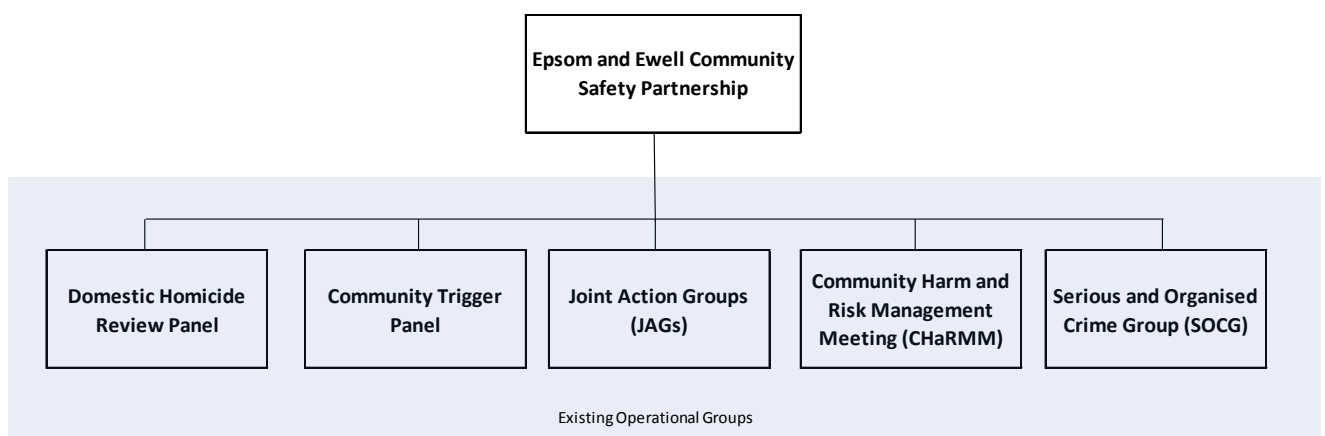 Epsom and Ewell Community
Safety Partnership
Domestic Homicide
Review Panel
Community Trigger
Panel
Joint Action Groups
(JAGs)
Community Harm and
Risk Management
Meeting (CHaRMM)
Serious and Organised
Crime Group (SOCG)
Existing Operational Groups